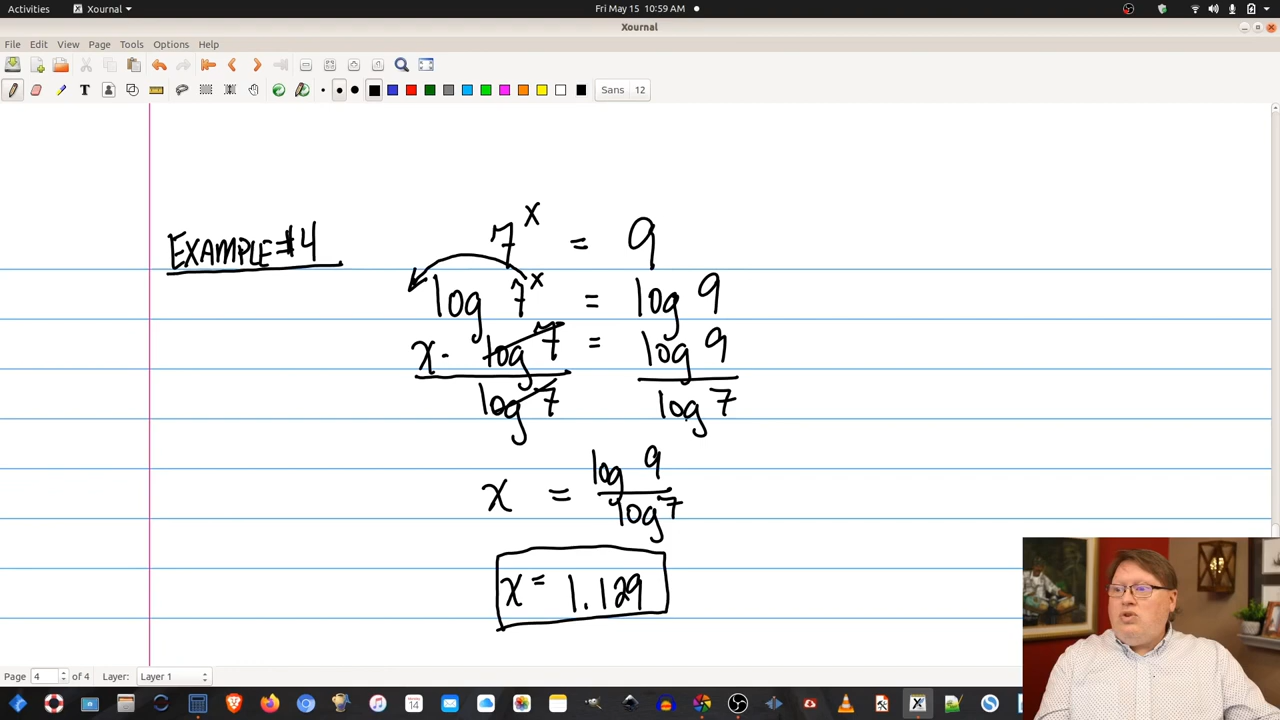 Activities Xournal Fri May 15 10:59 AM
Xournal
File Edit View Page Tools Options Help
T Sans 12
EXAMPLE #4
7^x = 9
log 7^x = log 9
x · log 7 = log 9
log 7 log 7
x = log 9
log 7
x = 1.129
Page 4 of 4 Layer: Layer 1